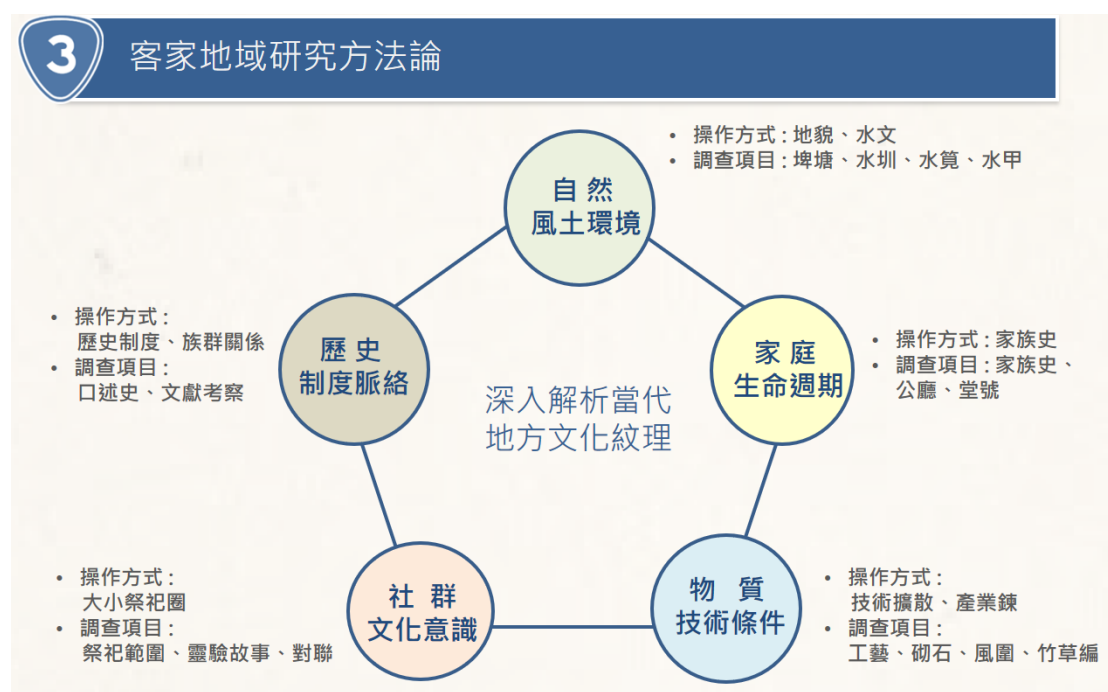 3
客家地域研究方法論
• 操作方式 : 地貌、水文
• 調查項目 : 埤塘、水圳、水筧、水甲
自 然
風土環境
• 操作方式 :
歷史制度、族群關係
• 調查項目 :
口述史、文獻考察
歷 史
制度脈絡
家 庭
生命週期
• 操作方式 : 家族史
• 調查項目 : 家族史、
公廳、堂號
深入解析當代
地方文化紋理
• 操作方式 :
大小祭祀圈
• 調查項目 :
祭祀範圍、靈驗故事、對聯
社 群
文化意識
物 質
技術條件
• 操作方式 :
技術擴散、產業鍊
• 調查項目 :
工藝、砌石、風圍、竹草編